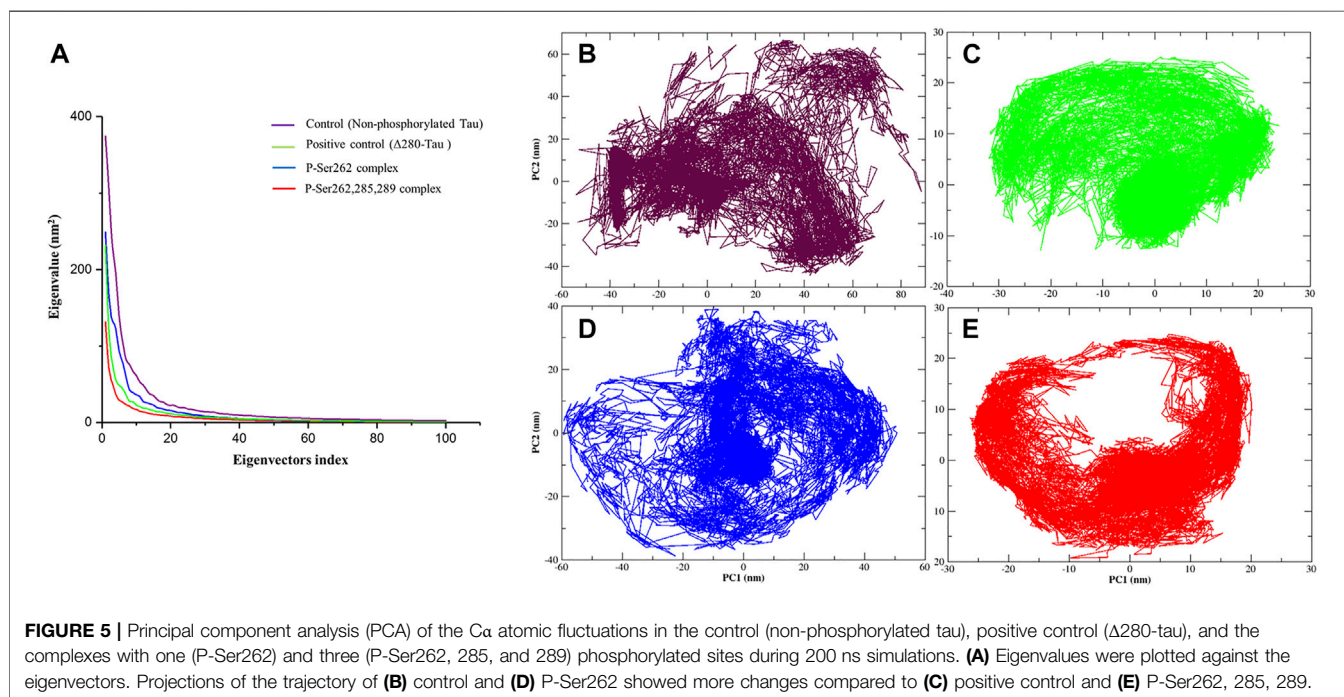 A
400
200
0
Eigenvalue (nm²)
0 20 40 60 80 100
Eigenvectors index
Control (Non-phosphorylated Tau)
Positive control (Δ280-Tau )
P-Ser262 complex
P-Ser262,285,289 complex
B
60
40
20
0
-20
-40
PC2 (nm)
-60 -40 -20 0 20 40 60 80
C
30
20
10
0
-10
-20
-30 -20 -10 0 10 20 30
D
40
20
0
-20
-40
PC2 (nm)
-60 -40 -20 0 20 40 60
PC1 (nm)
E
30
20
10
0
10
20
-30 -20 -10 0 10 20 30
PC1 (nm)
FIGURE 5 | Principal component analysis (PCA) of the Cα atomic fluctuations in the control (non-phosphorylated tau), positive control (Δ280-tau), and the
complexes with one (P-Ser262) and three (P-Ser262, 285, and 289) phosphorylated sites during 200 ns simulations. (A) Eigenvalues were plotted against the
eigenvectors. Projections of the trajectory of (B) control and (D) P-Ser262 showed more changes compared to (C) positive control and (E) P-Ser262, 285, 289.